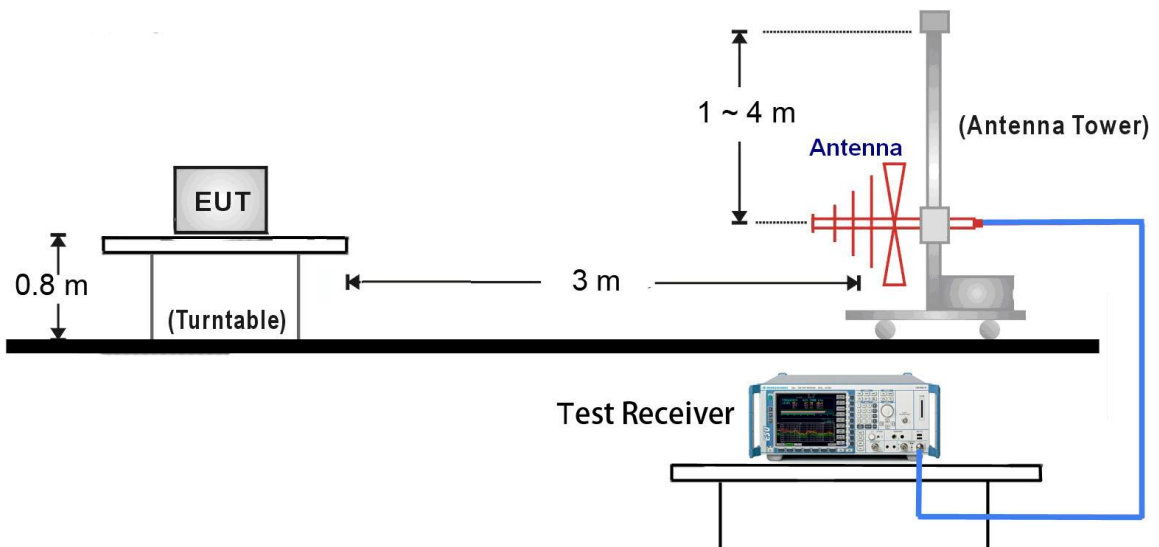 1 ~ 4 m
(Antenna Tower)
Antenna
EUT
0.8 m
3 m
(Turntable)
Test Receiver